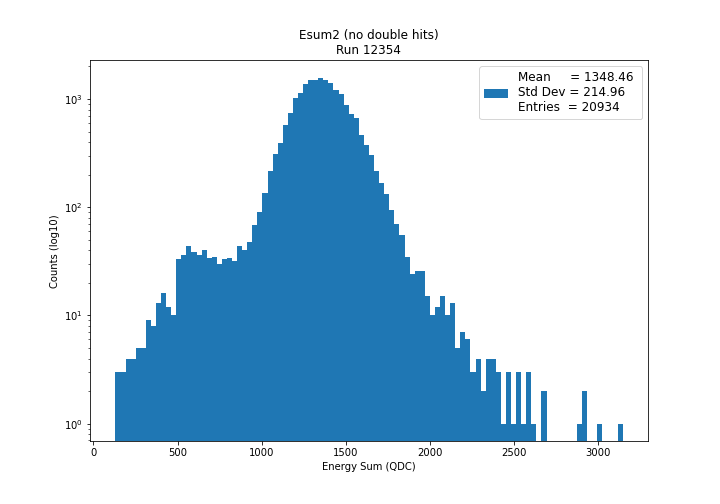 Esum2 (no double hits)
Run 12354
Mean = 1348.46
Std Dev = 214.96
Entries = 20934
Counts (log10)
10³
10²
10¹
10⁰
0 500 1000 1500 2000 2500 3000
Energy Sum (QDC)